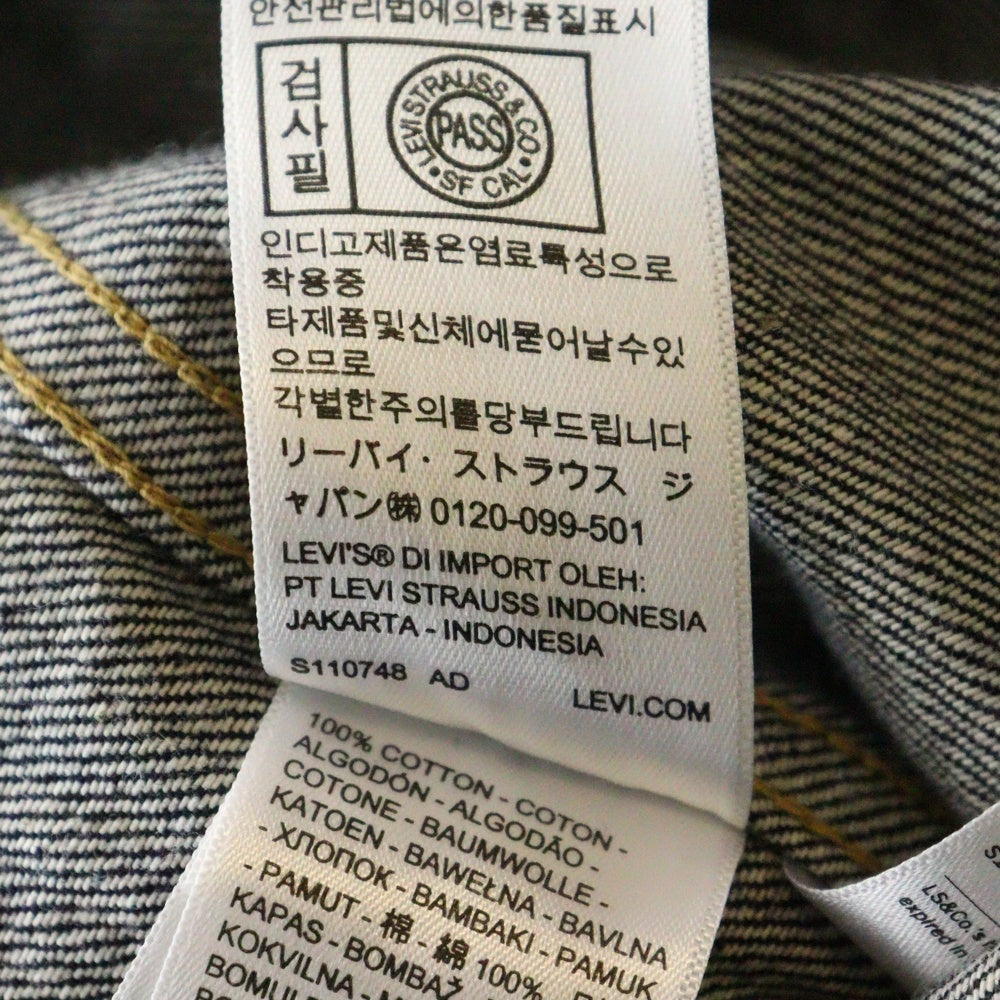 안전관리법에의한품질표시
검
사
필
LEVI STRAUSS & CO
PASS
SF CAL
인디고제품은염료특성으로
착용중
타제품및신체에묻어날수있
으므로
각별한주의를당부드립니다
リーバイ・ストラウス ジ
ャパン㈱ 0120-099-501
LEVI'S® DI IMPORT OLEH:
PT LEVI STRAUSS INDONESIA
JAKARTA - INDONESIA
S110748 AD
LEVI.COM
100% COTTON - COTON -
ALGODÓN - ALGODÃO -
COTONE - BAUMWOLLE -
KATOEN - BAWEŁNA - BAVLNA
- ХЛОПОК - BAMBAKI - PAMUK
- PAMUT - 棉 - 綿 100%
KAPAS - BOMBAŽ
KOKVILNA -
LS&Co.'s
expired in